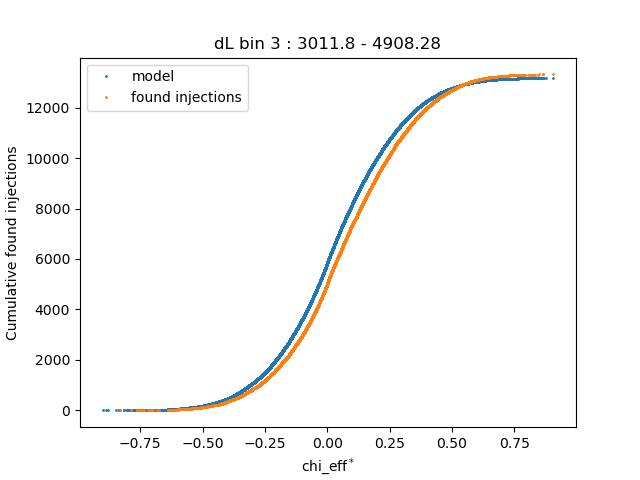 dL bin 3 : 3011.8 - 4908.28
model
found injections
Cumulative found injections
12000
10000
8000
6000
4000
2000
0
−0.75 −0.50 −0.25 0.00 0.25 0.50 0.75
chi_eff*